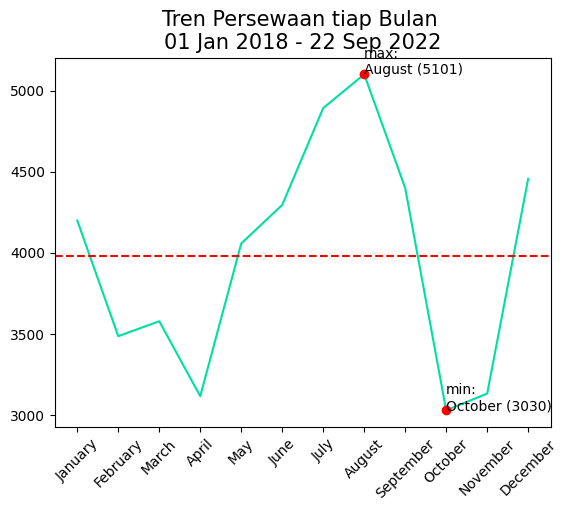 Tren Persewaan tiap Bulan
01 Jan 2018 - 22 Sep 2022
max:
August (5101)
5000
4500
4000
3500
3000
min:
October (3030)
January
February
March
April
May
June
July
August
September
October
November
December